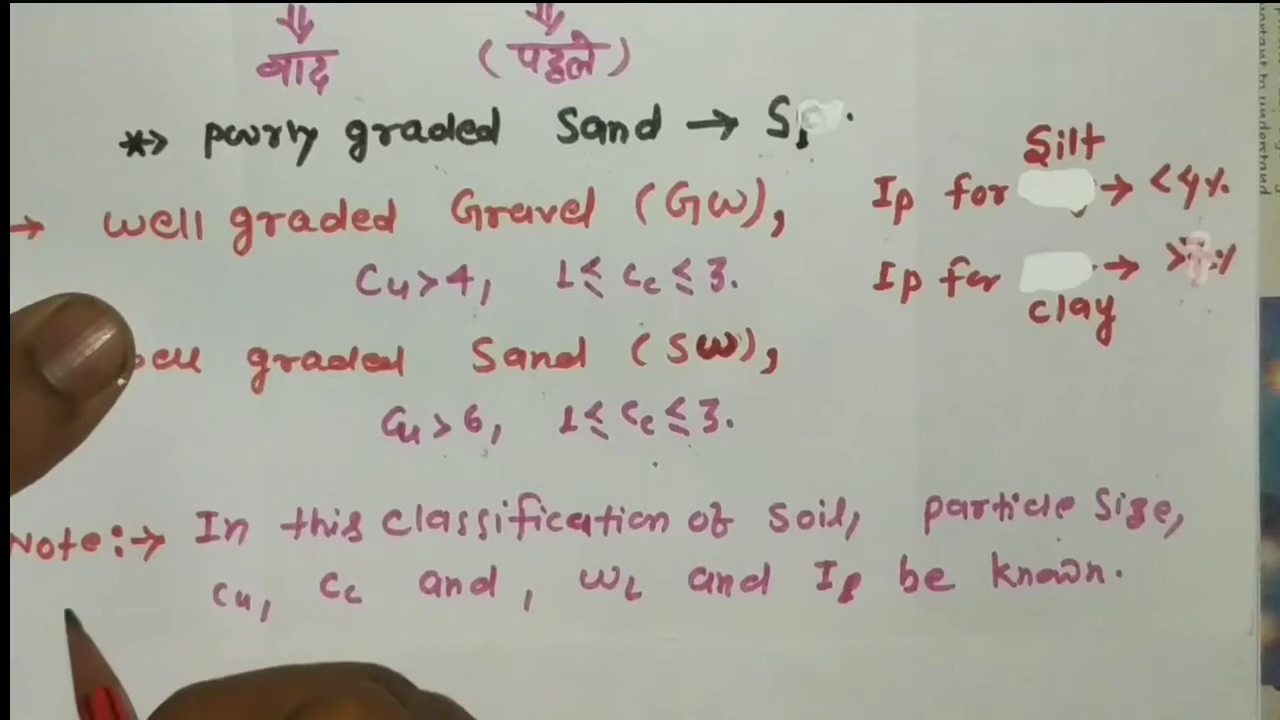 बाद (पहले)
*→ poorly graded Sand → S
→ well graded Gravel (GW),
Cu > 4, 1 ≤ Cc ≤ 3.
graded Sand (SW),
Cu > 6, 1 ≤ Cc ≤ 3.
Silt
Ip for → < 4%
Ip for → > %
clay
Note:→ In this classification of soil, particle size,
Cu, Cc and, WL and Ip be known.